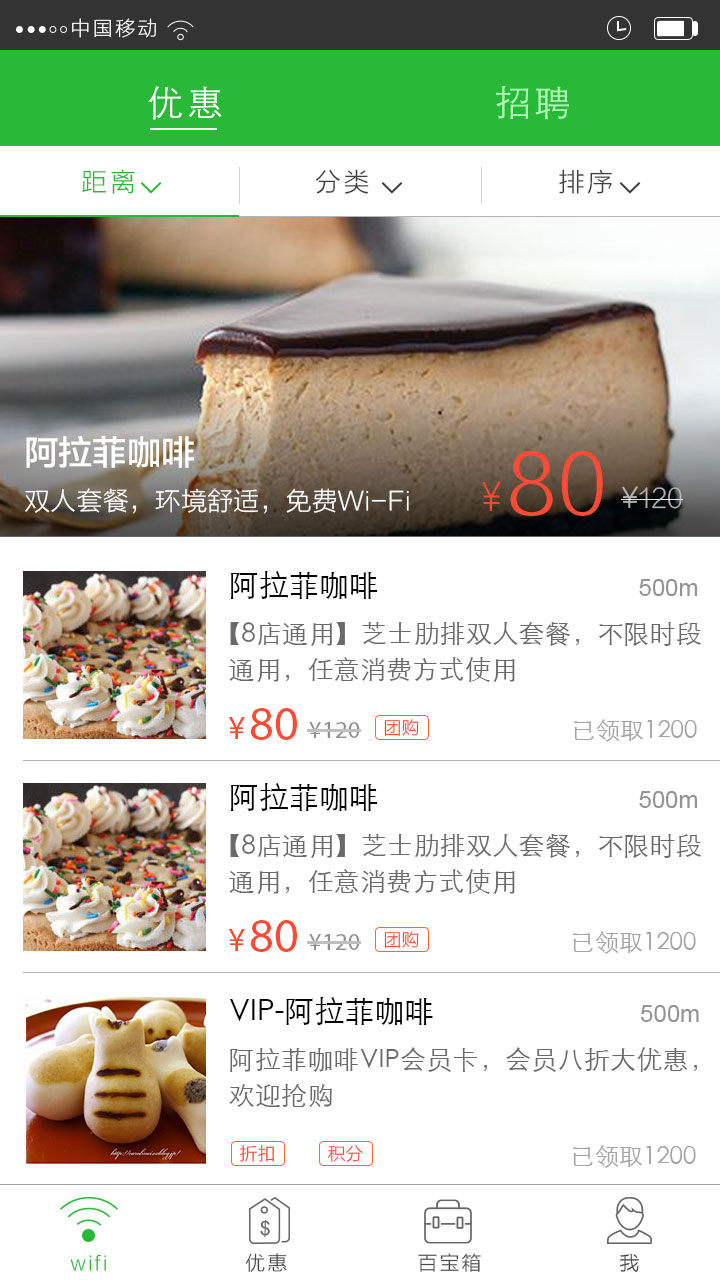 中国移动
优惠 招聘
距离 分类 排序
阿拉菲咖啡
双人套餐，环境舒适，免费Wi-Fi ¥80 ¥120
阿拉菲咖啡 500m
【8店通用】芝士肋排双人套餐，不限时段
通用，任意消费方式使用
¥80 ¥120 团购 已领取1200
阿拉菲咖啡 500m
【8店通用】芝士肋排双人套餐，不限时段
通用，任意消费方式使用
¥80 ¥120 团购 已领取1200
VIP-阿拉菲咖啡 500m
阿拉菲咖啡VIP会员卡，会员八折大优惠，
欢迎抢购
折扣 积分 已领取1200
wifi 优惠 百宝箱 我